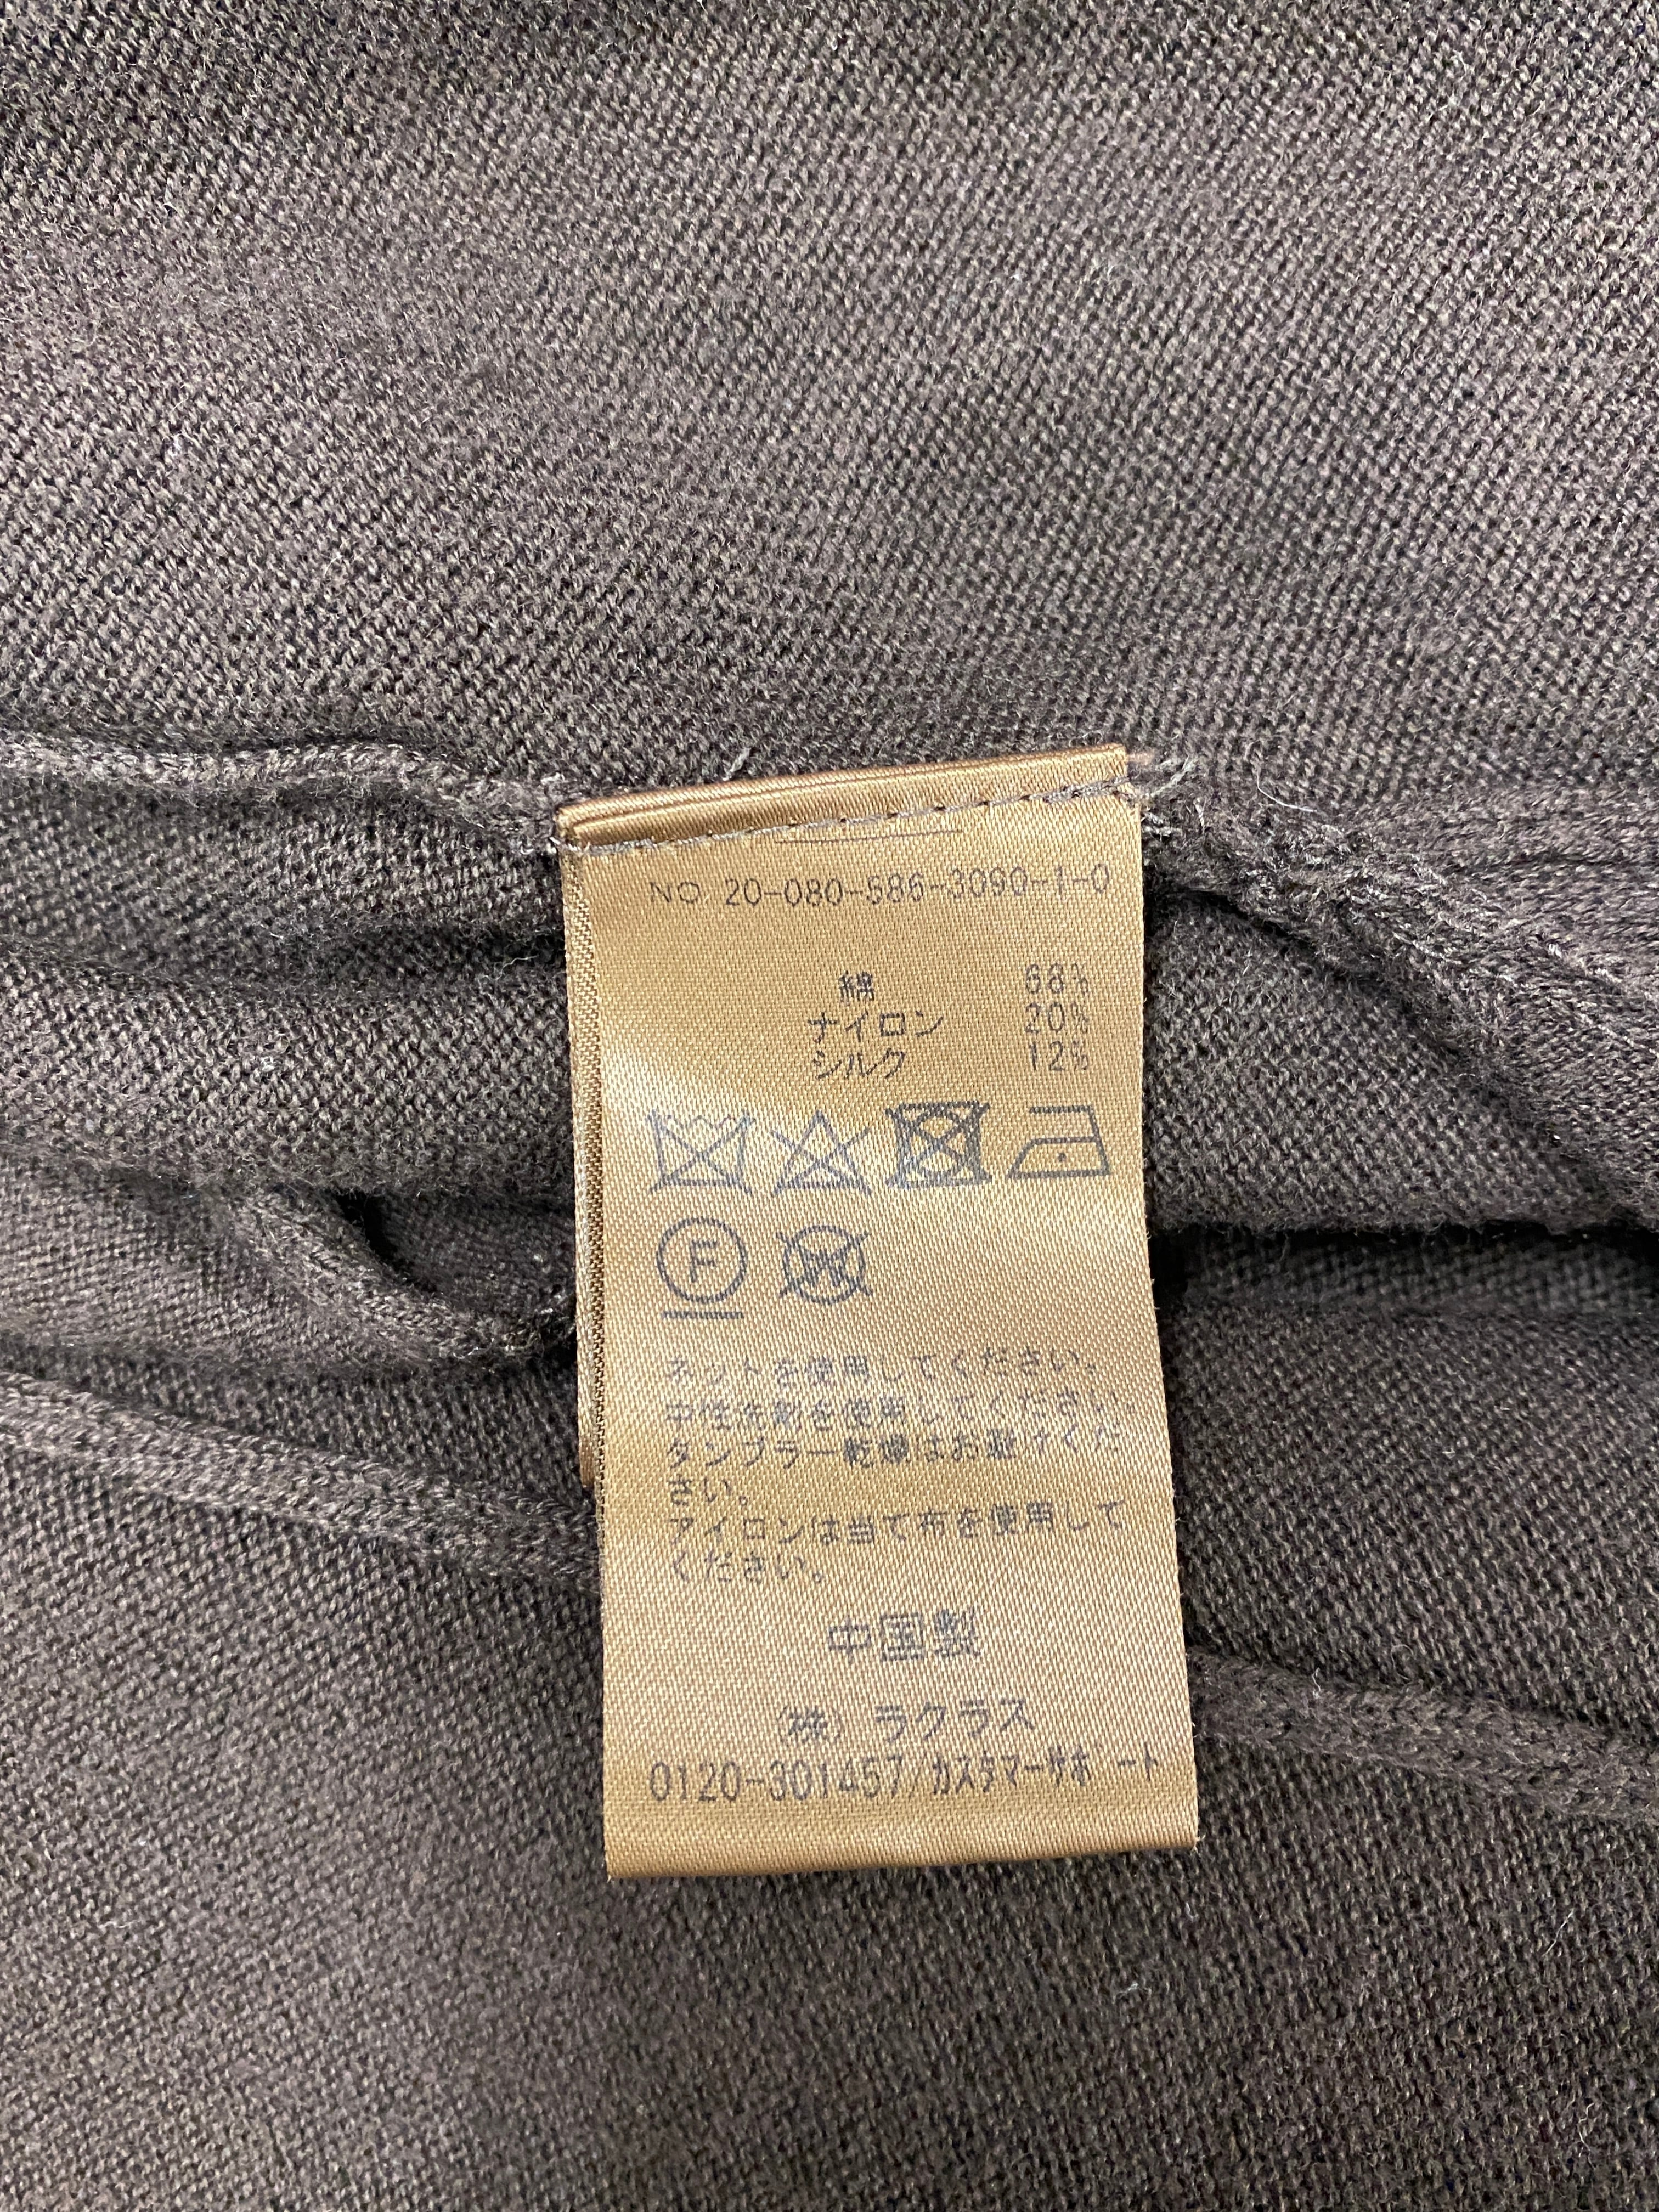 NO 20-080-586-3090-1-0
綿 68%
ナイロン 20%
シルク 12%
F
W
ネットを使用してください。
中性洗剤を使用してください。
タンブラー乾燥はお避けくだ
さい。
アイロンは当て布を使用して
ください。
中国製
(株) ラクラス
0120-301457/カスタマーサポート